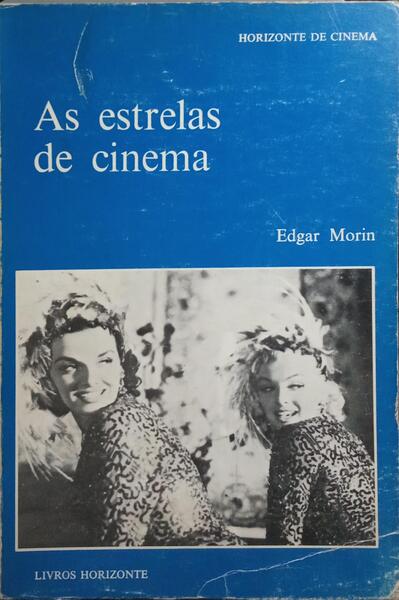 HORIZONTE DE CINEMA
As estrelas
de cinema
Edgar Morin
LIVROS HORIZONTE